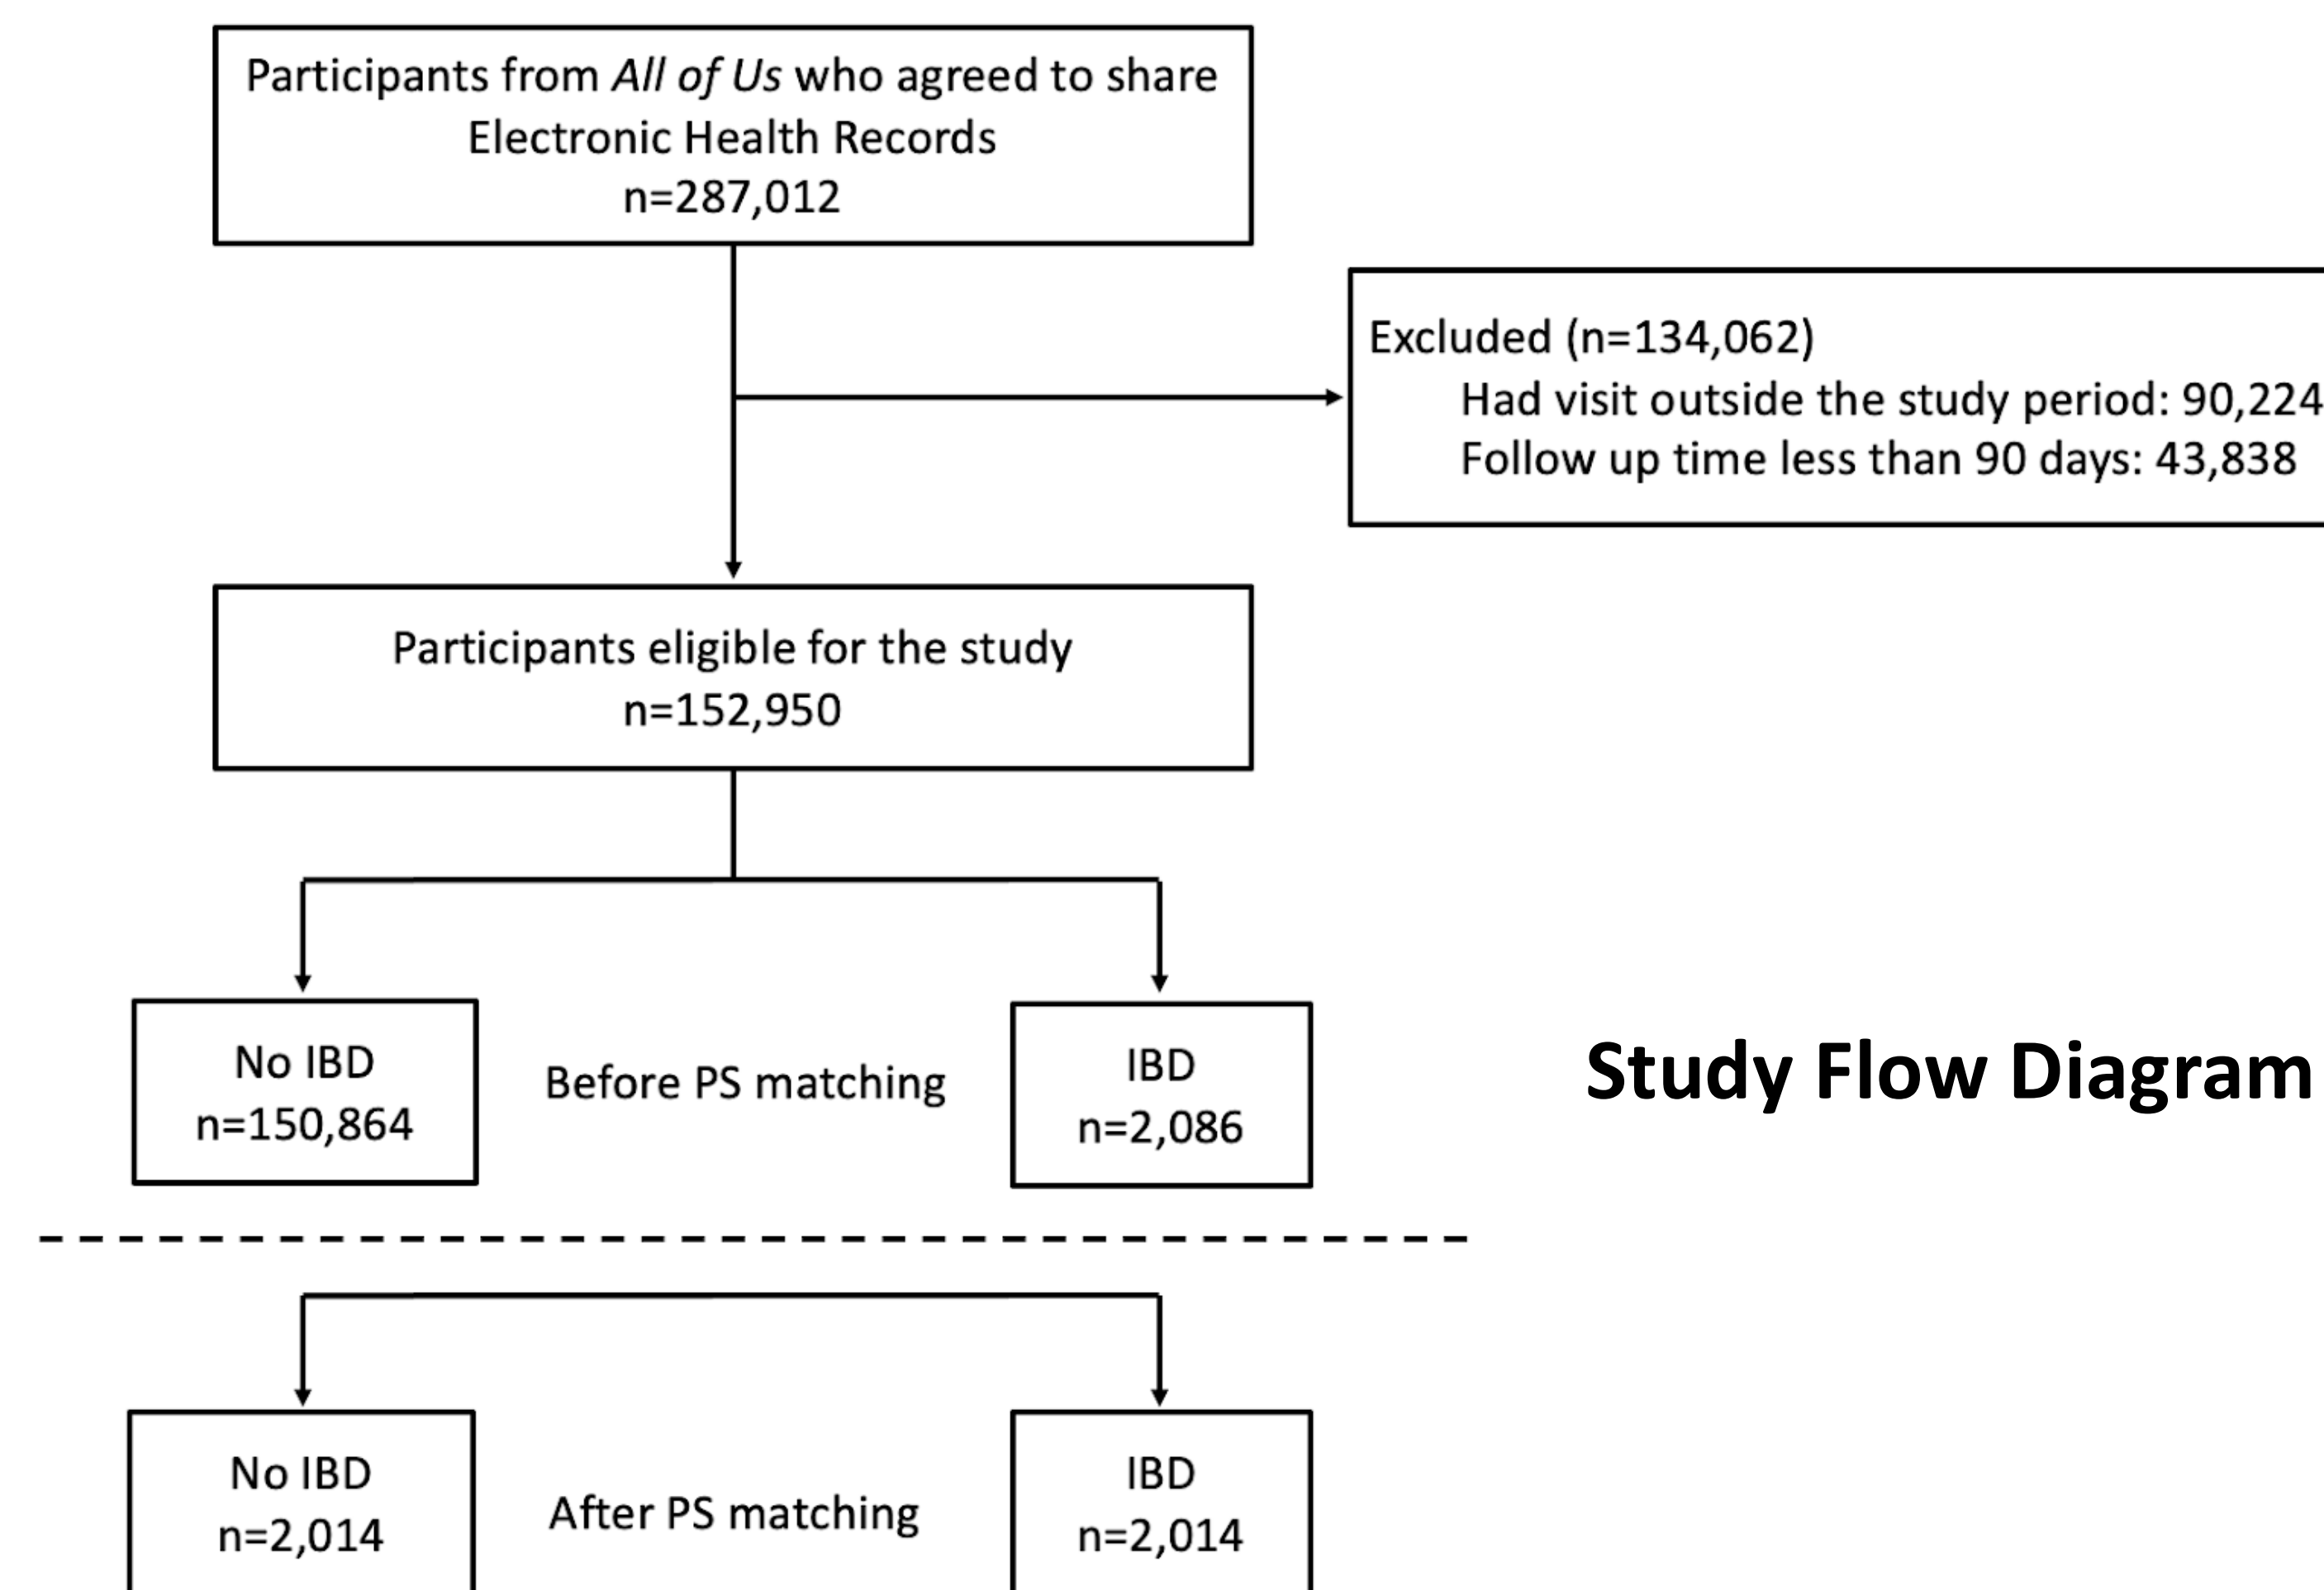 Participants from All of Us who agreed to share
Electronic Health Records
n=287,012
Excluded (n=134,062)
Had visit outside the study period: 90,224
Follow up time less than 90 days: 43,838
Participants eligible for the study
n=152,950
No IBD
n=150,864
Before PS matching
IBD
n=2,086
Study Flow Diagram
No IBD
n=2,014
After PS matching
IBD
n=2,014